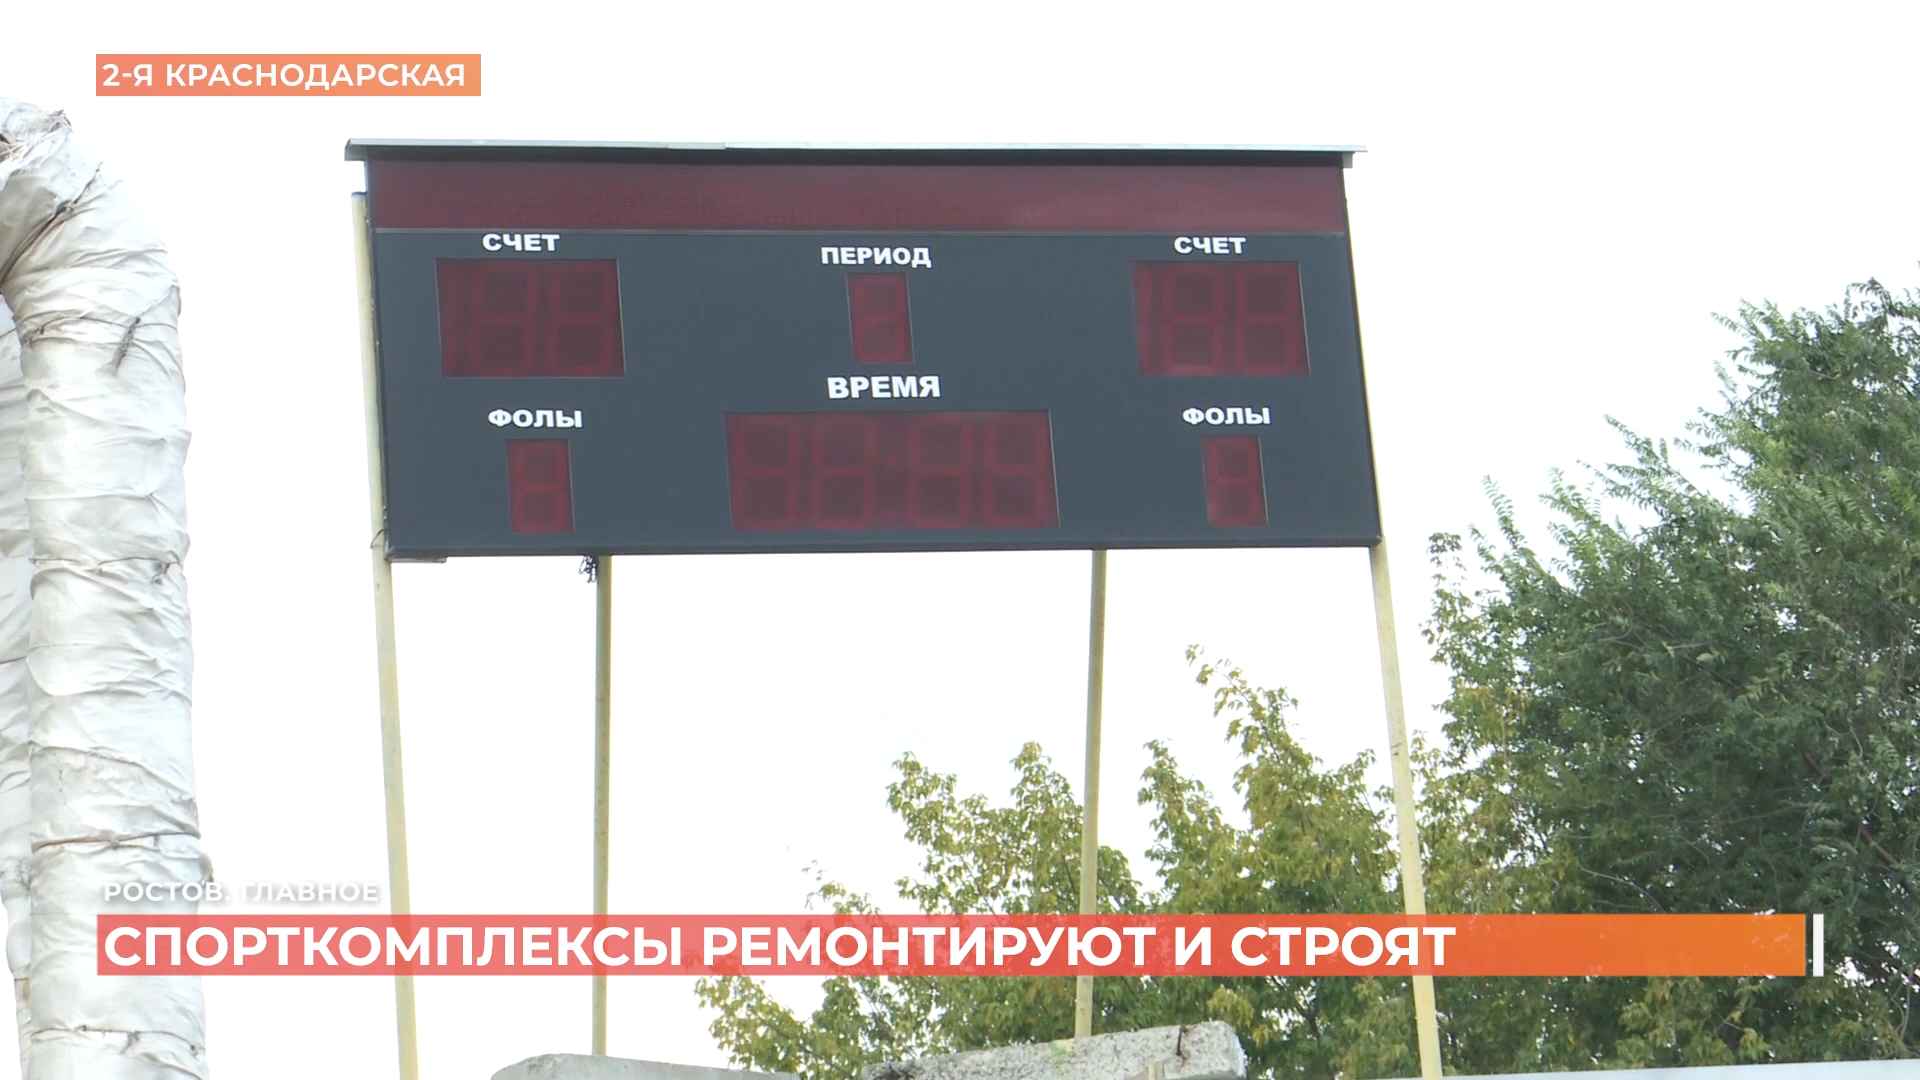 2-Я КРАСНОДАРСКАЯ
СЧЕТ ПЕРИОД СЧЕТ
ВРЕМЯ
ФОЛЫ ФОЛЫ
РОСТОВ. ГЛАВНОЕ
СПОРТКОМПЛЕКСЫ РЕМОНТИРУЮТ И СТРОЯТ